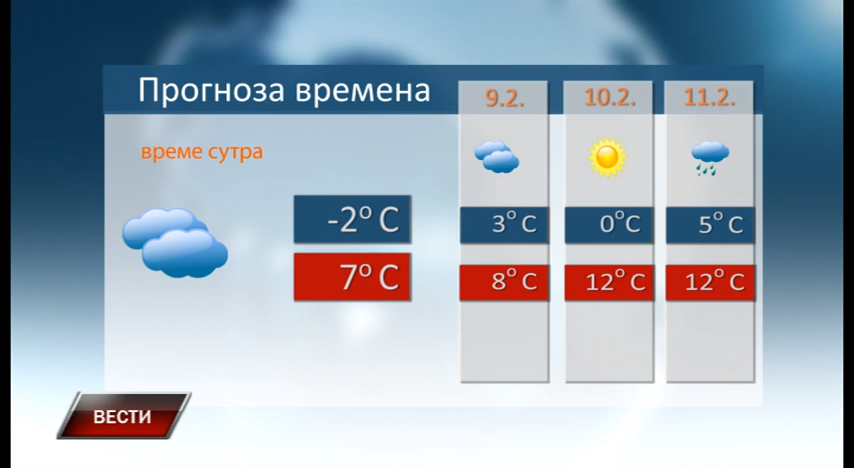 Прогноза времена
време сутра
-2° C
7° C
9.2.
3° C
8° C
10.2.
0°C
12° C
11.2.
5° C
12° C
ВЕСТИ